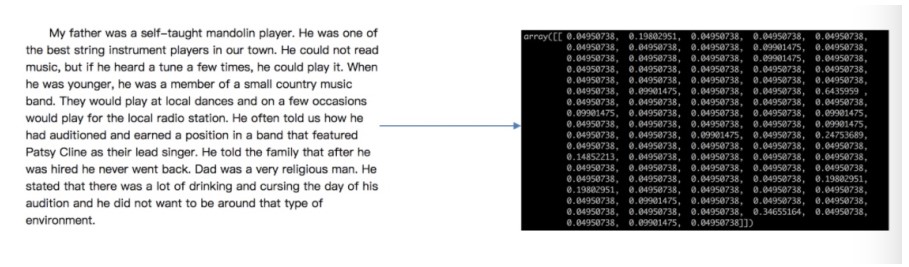 My father was a self-taught mandolin player. He was one of
the best string instrument players in our town. He could not read
music, but if he heard a tune a few times, he could play it. When
he was younger, he was a member of a small country music
band. They would play at local dances and on a few occasions
would play for the local radio station. He often told us how he
had auditioned and earned a position in a band that featured
Patsy Cline as their lead singer. He told the family that after he
was hired he never went back. Dad was a very religious man. He
stated that there was a lot of drinking and cursing the day of his
audition and he did not want to be around that type of
environment.
array([[ 0.04950738, 0.19802951, 0.04950738, 0.04950738, 0.04950738,
0.04950738, 0.04950738, 0.04950738, 0.09901475, 0.04950738,
0.04950738, 0.04950738, 0.04950738, 0.09901475, 0.04950738,
0.04950738, 0.04950738, 0.04950738, 0.04950738, 0.04950738,
0.04950738, 0.04950738, 0.04950738, 0.04950738, 0.04950738,
0.04950738, 0.09901475, 0.04950738, 0.04950738, 0.6435959 ,
0.04950738, 0.04950738, 0.04950738, 0.04950738, 0.04950738,
0.09901475, 0.04950738, 0.04950738, 0.04950738, 0.09901475,
0.04950738, 0.04950738, 0.04950738, 0.04950738, 0.09901475,
0.04950738, 0.04950738, 0.09901475, 0.04950738, 0.24753689,
0.14852213, 0.04950738, 0.04950738, 0.04950738, 0.04950738,
0.04950738, 0.04950738, 0.04950738, 0.04950738, 0.04950738,
0.04950738, 0.04950738, 0.04950738, 0.04950738, 0.19802951,
0.19802951, 0.04950738, 0.04950738, 0.04950738, 0.04950738,
0.04950738, 0.09901475, 0.04950738, 0.04950738, 0.04950738,
0.04950738, 0.04950738, 0.04950738, 0.34655164, 0.04950738,
0.04950738, 0.09901475, 0.04950738]])